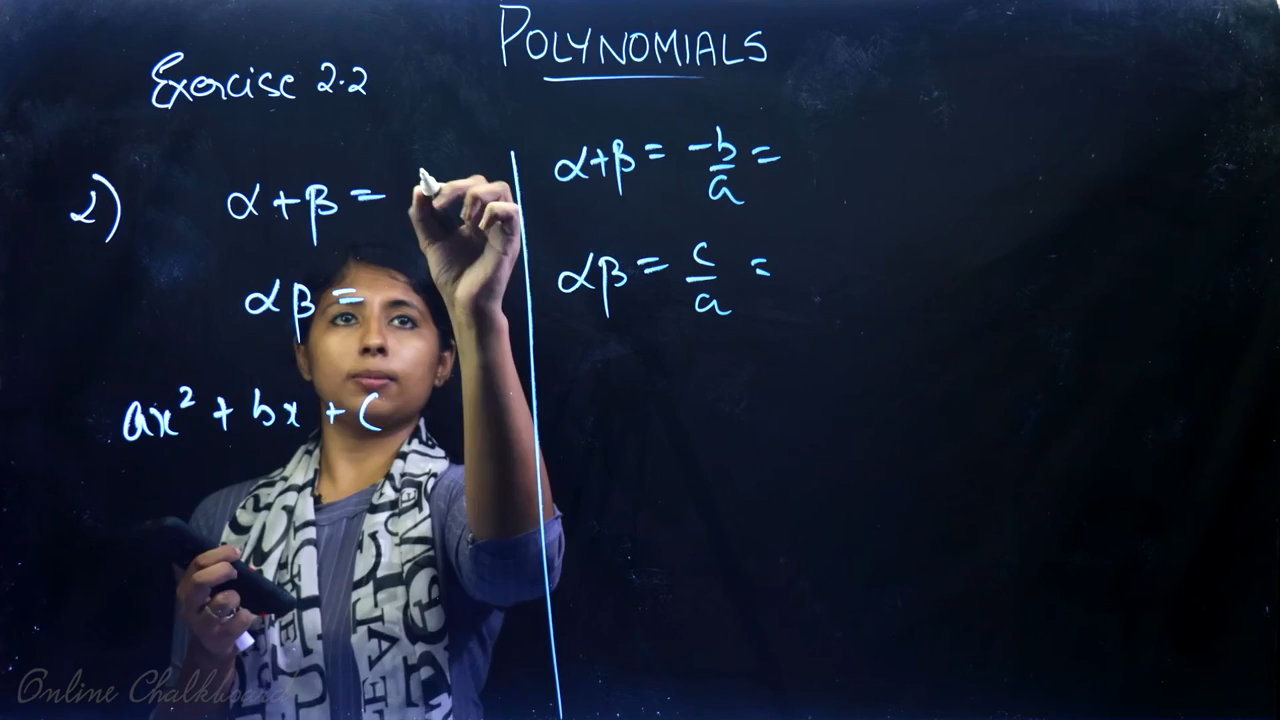 POLYNOMIALS
Exercise 2.2
2)
α + β =
αβ =
ax² + bx + c
α+β = -b/a =
αβ = c/a =
Online Chalkboard